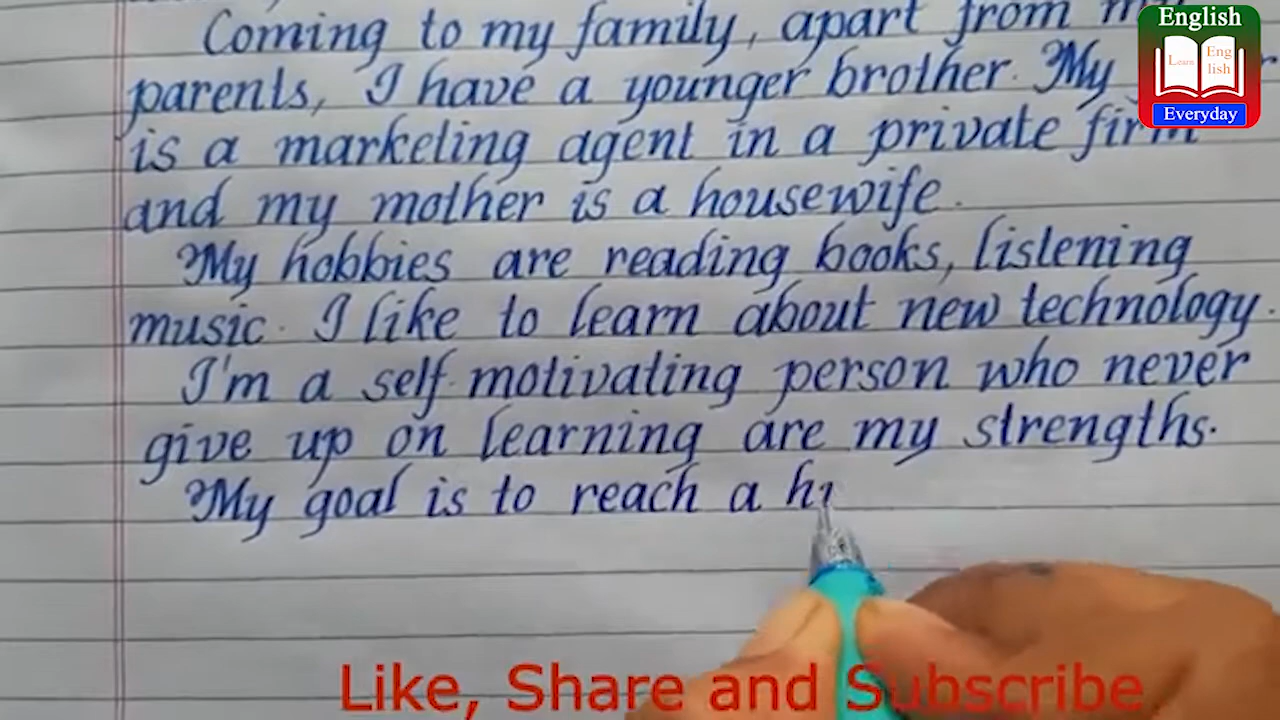 Coming to my family, apart from my
parents, I have a younger brother. My
is a marketing agent in a private firm
and my mother is a housewife.
My hobbies are reading books, listening
music. I like to learn about new technology.
I'm a self motivating person who never
give up on learning are my strengths.
My goal is to reach a hi
English
Learn
Eng
lish
Everyday
Like, Share and Subscribe